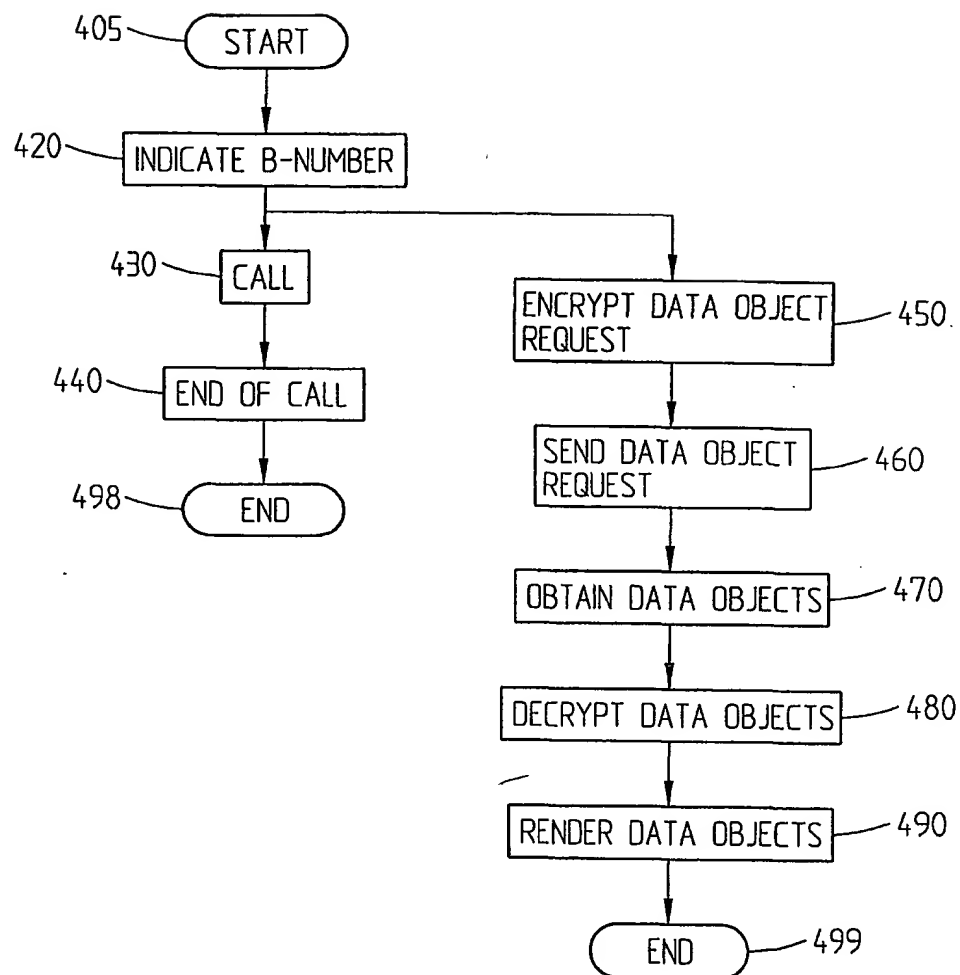 405
START
420
INDICATE B-NUMBER
430
CALL
440
END OF CALL
498
END
ENCRYPT DATA OBJECT
REQUEST
450
SEND DATA OBJECT
REQUEST
460
OBTAIN DATA OBJECTS
470
DECRYPT DATA OBJECTS
480
RENDER DATA OBJECTS
490
END
499